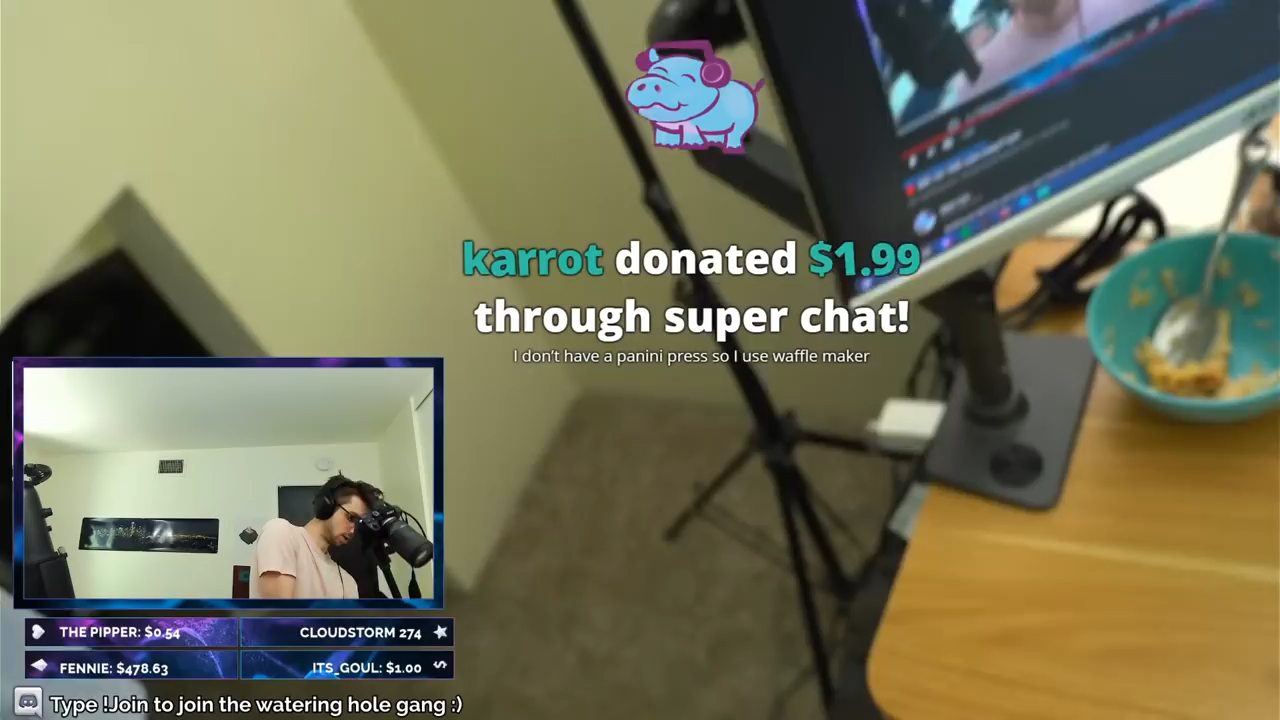 karrot donated $1.99
through super chat!
I don't have a panini press so I use waffle maker
THE PIPPER: $0.54
CLOUDSTORM 274
FENNIE: $478.63
ITS_GOUL: $1.00
Type !Join to join the watering hole gang :)